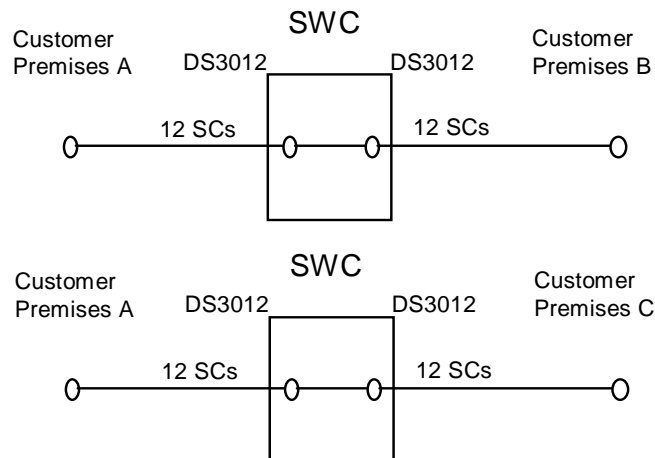 SWC
Customer
Premises A
DS3012
DS3012
Customer
Premises B
12 SCs
12 SCs
SWC
Customer
Premises A
DS3012
DS3012
Customer
Premises C
12 SCs
12 SCs